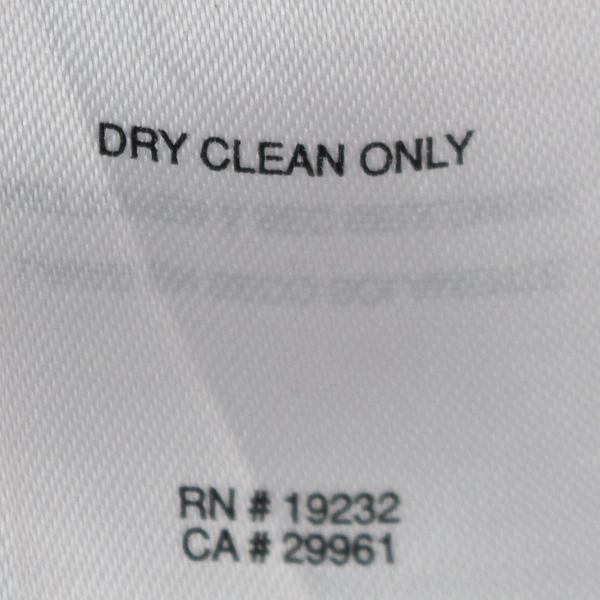 DRY CLEAN ONLY
RN # 19232
CA # 29961